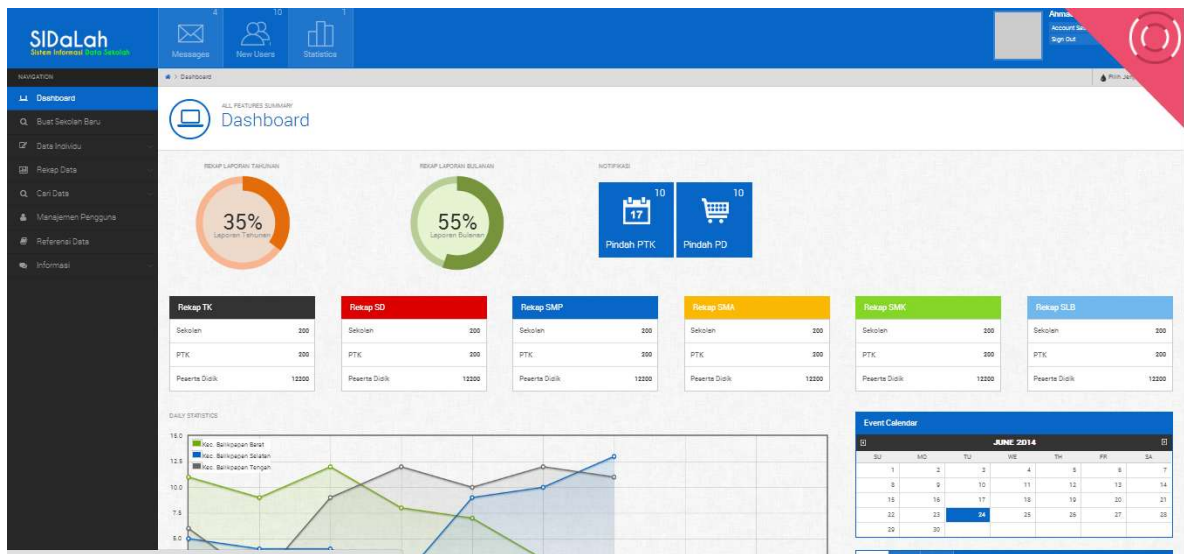 SIDaLah
Sistem Informasi Data Sekolah
4
Messages
10
New Users
1
Statistics
Sign Out
NAVIGATION
Dashboard
Buat Sekolah Baru
Data Individu
Rekap Data
Cari Data
Manajemen Pengguna
Referensi Data
Informasi
> Dashboard
ALL FEATURES SUMMARY
Dashboard
REKAP LAPORAN TAHUNAN
35%
Laporan Tahunan
REKAP LAPORAN BULANAN
55%
Laporan Bulanan
NOTIFIKASI
10
17
Pindah PTK
10
Pindah PD
Rekap TK
Sekolah 200
PTK 200
Peserta Didik 12200
Rekap SD
Sekolah 200
PTK 200
Peserta Didik 12200
Rekap SMP
Sekolah 200
PTK 200
Peserta Didik 12200
Rekap SMA
Sekolah 200
PTK 200
Peserta Didik 12200
Rekap SMK
Sekolah 200
PTK 200
Peserta Didik 12200
Rekap SLB
Sekolah 200
PTK 200
Peserta Didik 12200
DAILY STATISTICS
15.0
12.5
10.0
7.5
5.0
Kec. Balikpapan Barat
Kec. Balikpapan Selatan
Kec. Balikpapan Tengah
Event Calendar
JUNE 2014
SU MO TU WE TH FR SA
1 2 3 4 5 6 7
8 9 10 11 12 13 14
15 16 17 18 19 20 21
22 23 24 25 26 27 28
29 30